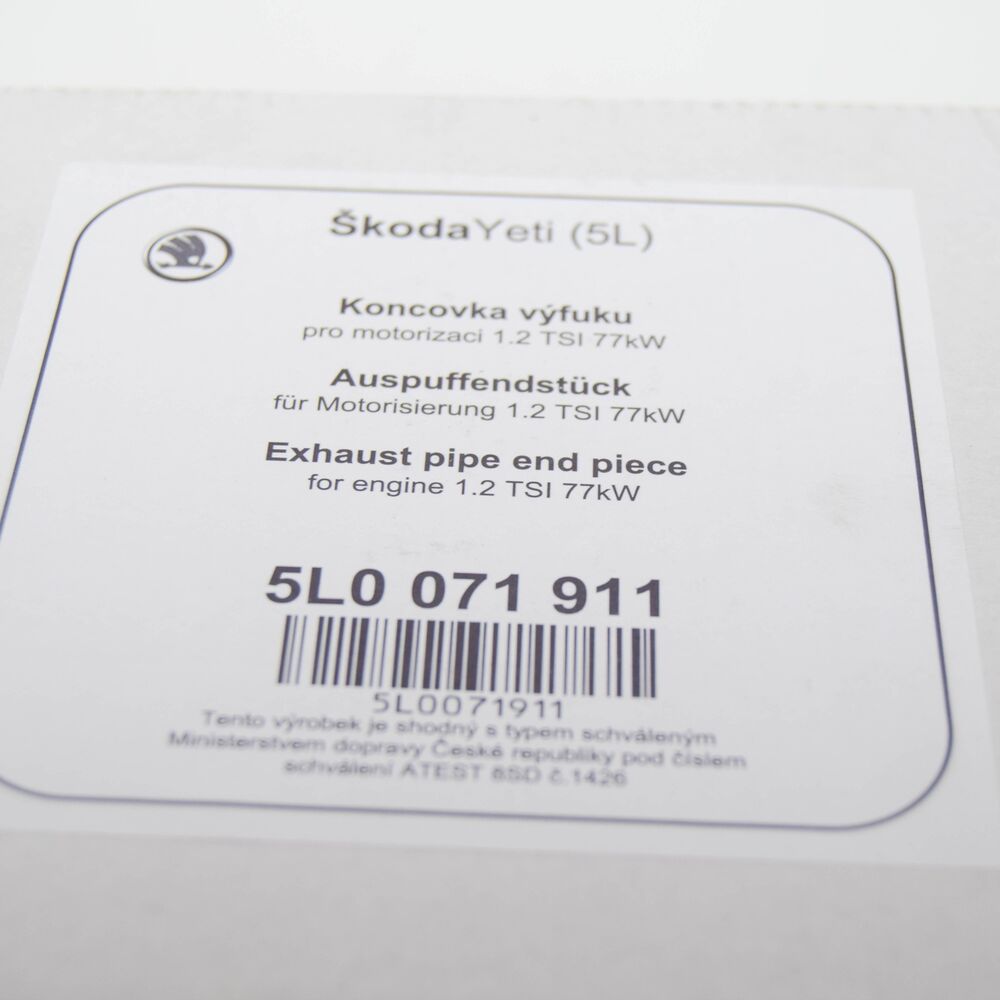 ŠkodaYeti (5L)
Koncovka výfuku
pro motorizaci 1.2 TSI 77kW
Auspuffendstück
für Motorisierung 1.2 TSI 77kW
Exhaust pipe end piece
for engine 1.2 TSI 77kW
5L0 071 911
5L0071911
Tento výrobek je shodný s typem schváleným
Ministerstvem dopravy České republiky pod číslem
schválení ATEST 8SD č.1426